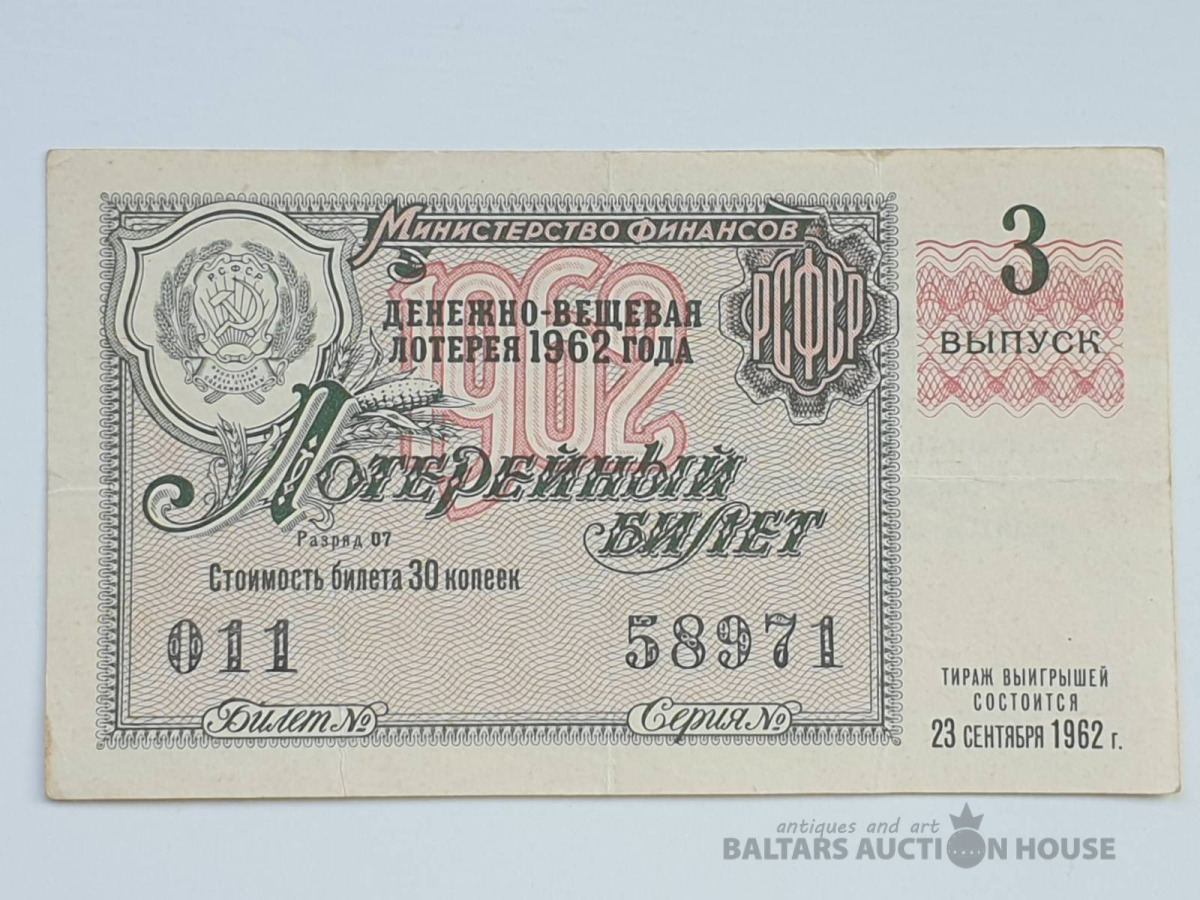 Министерство финансов
РСФСР
1962
РСФСР
Денежно-вещевая
лотерея 1962 года
Лотерейный
билет
Разряд 07
Стоимость билета 30 копеек
011
58971
Билет №
Серия №
3
ВЫПУСК
ТИРАЖ ВЫИГРЫШЕЙ
СОСТОИТСЯ
23 СЕНТЯБРЯ 1962 г.
antiques and art
BALTARS AUCTION HOUSE